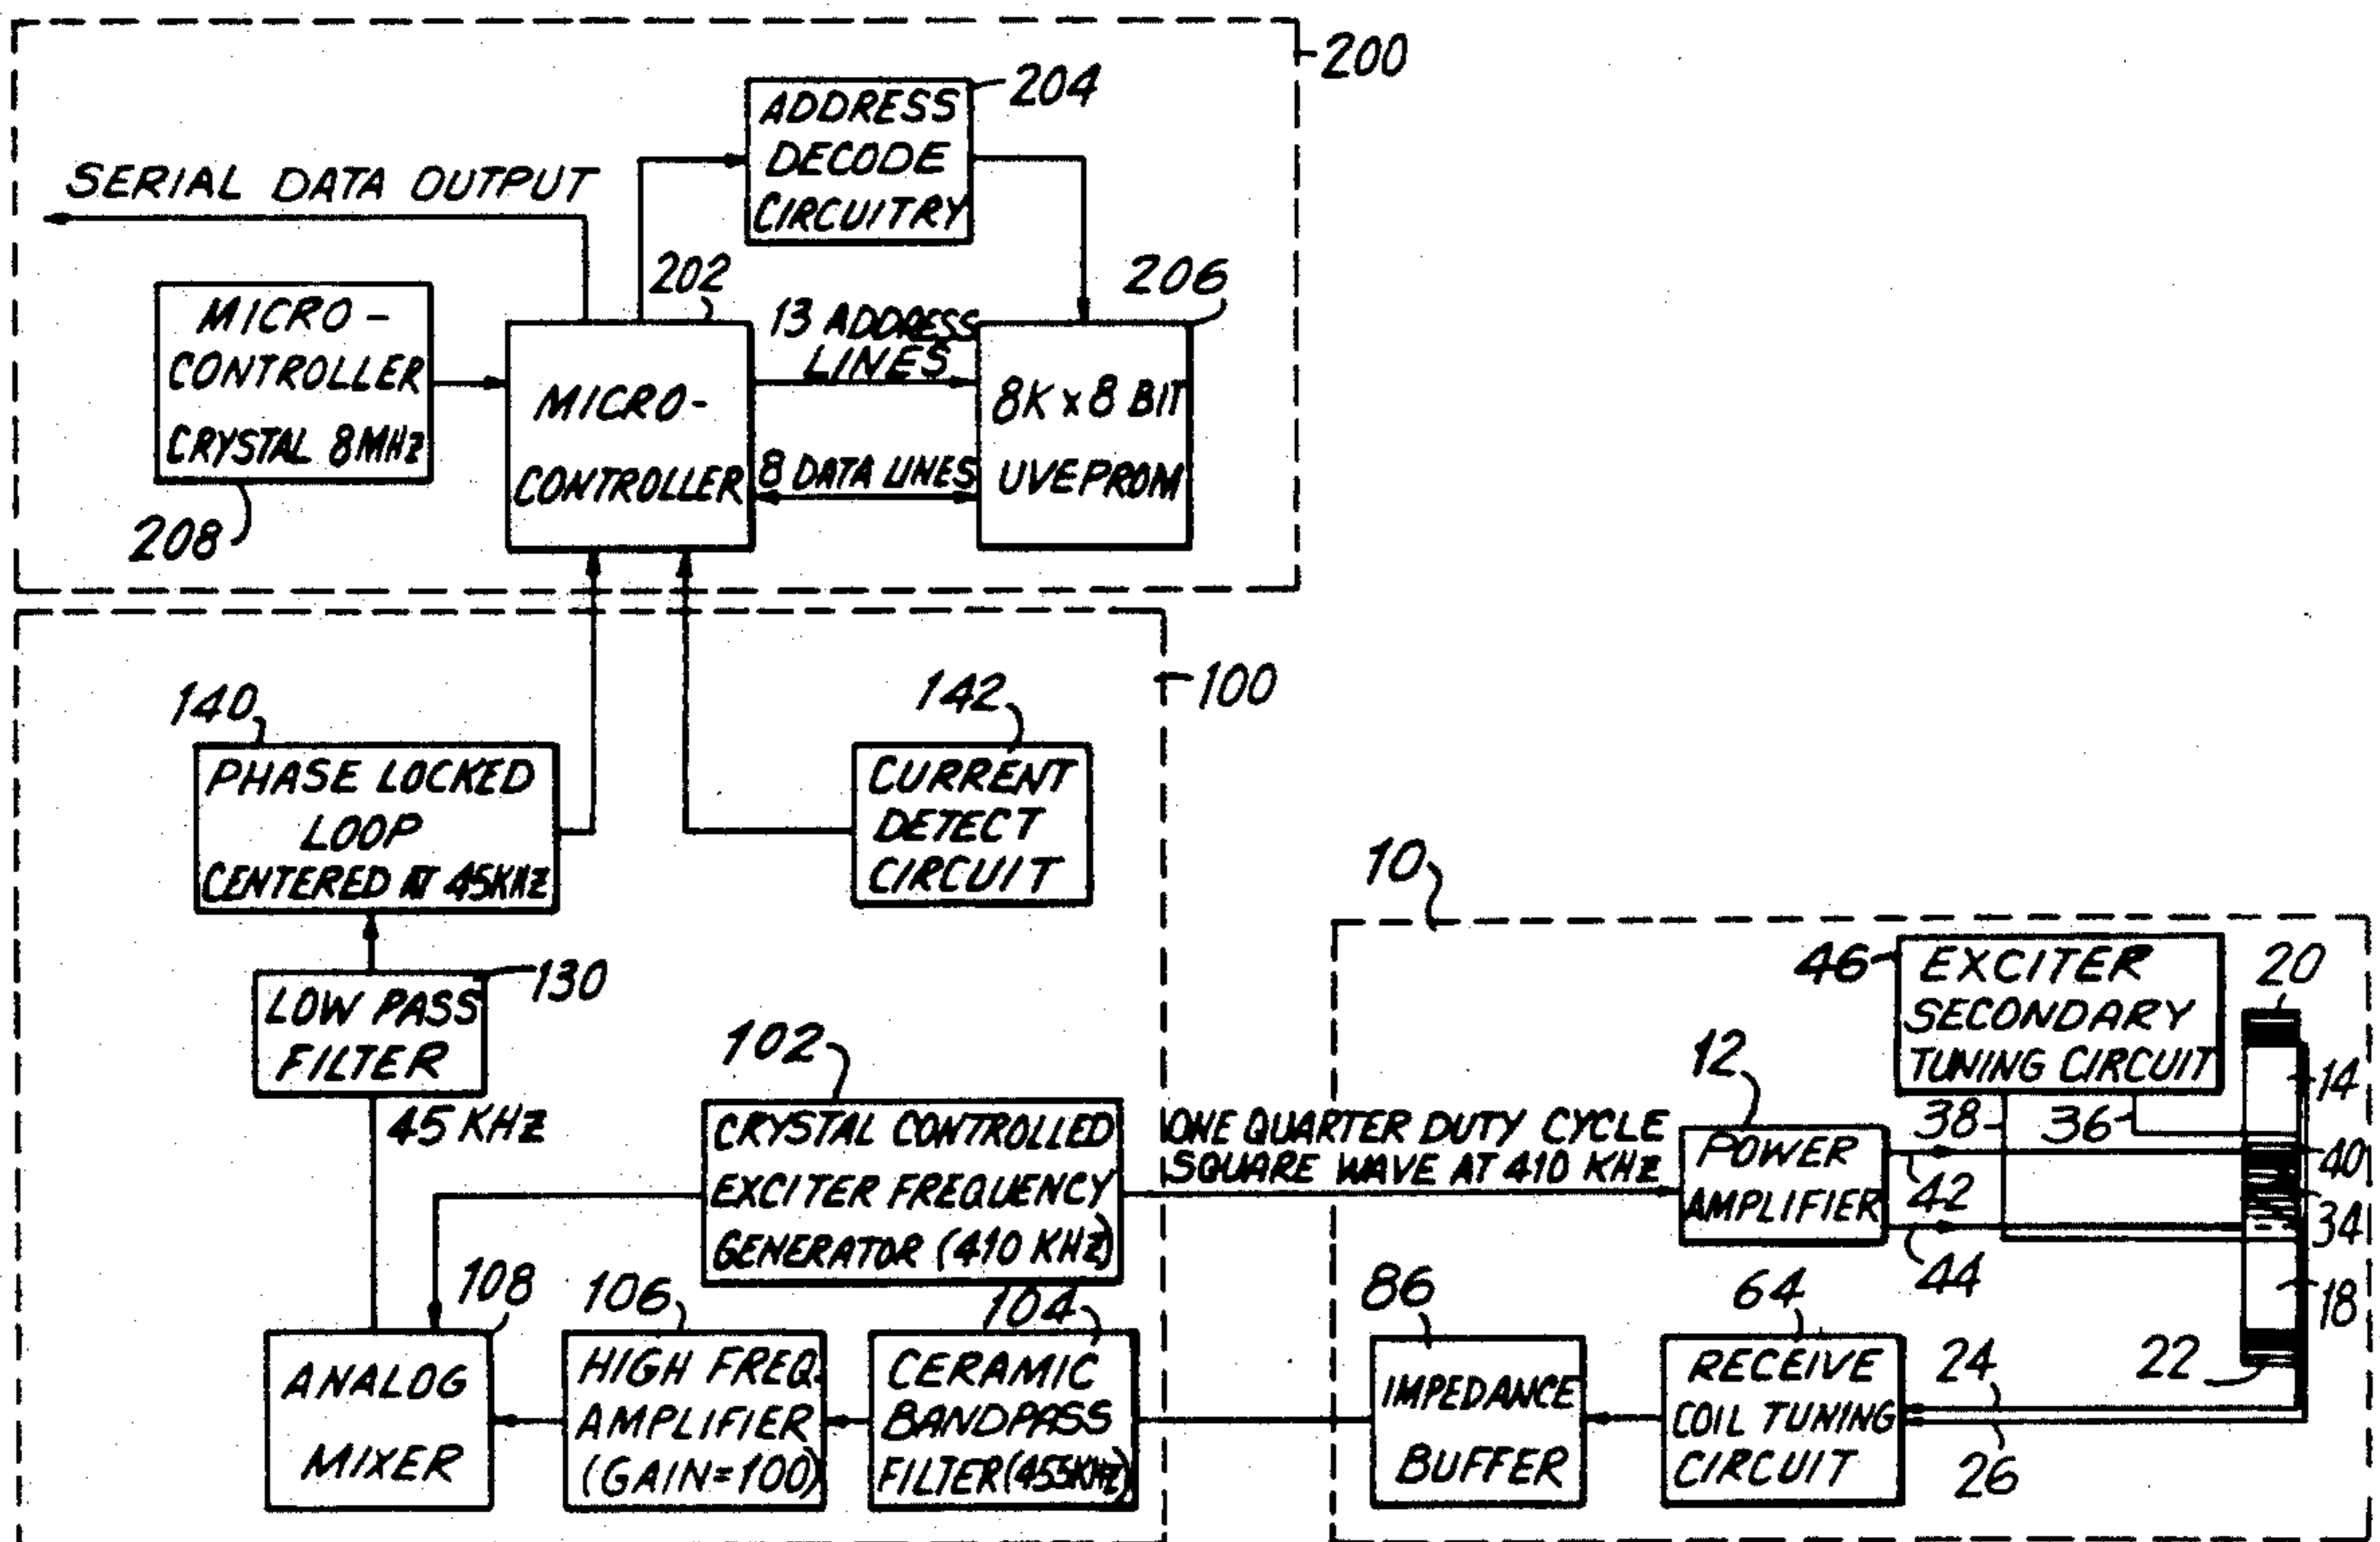 200
ADDRESS
DECODE
CIRCUITRY
204
SERIAL DATA OUTPUT
MICRO-
CONTROLLER
CRYSTAL 8MHz
208
202
MICRO-
CONTROLLER
13 ADDRESS
LINES
8 DATA LINES
206
8K x 8 BIT
UVEPROM
100
140
PHASE LOCKED
LOOP
CENTERED AT 45KHz
142
CURRENT
DETECT
CIRCUIT
130
LOW PASS
FILTER
45 KHz
102
CRYSTAL CONTROLLED
EXCITER FREQUENCY
GENERATOR (410 KHz)
ONE QUARTER DUTY CYCLE
SQUARE WAVE AT 410 KHz
108
ANALOG
MIXER
106
HIGH FREQ.
AMPLIFIER
(GAIN=100)
104
CERAMIC
BANDPASS
FILTER (455KHz)
10
46
EXCITER
SECONDARY
TUNING CIRCUIT
20
14
12
POWER
AMPLIFIER
38
36
40
42
34
44
18
86
IMPEDANCE
BUFFER
64
RECEIVE
COIL TUNING
CIRCUIT
24
22
26